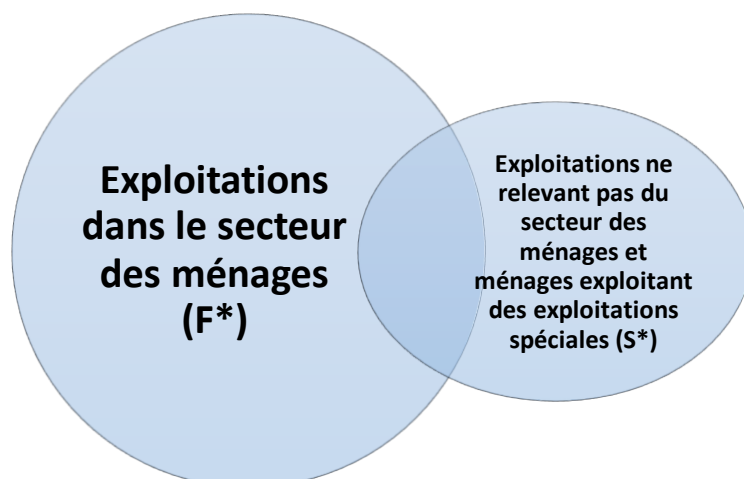 Exploitations
dans le secteur
des ménages
(F*)
Exploitations ne
relevant pas du
secteur des
ménages et
ménages exploitant
des exploitations
spéciales (S*)